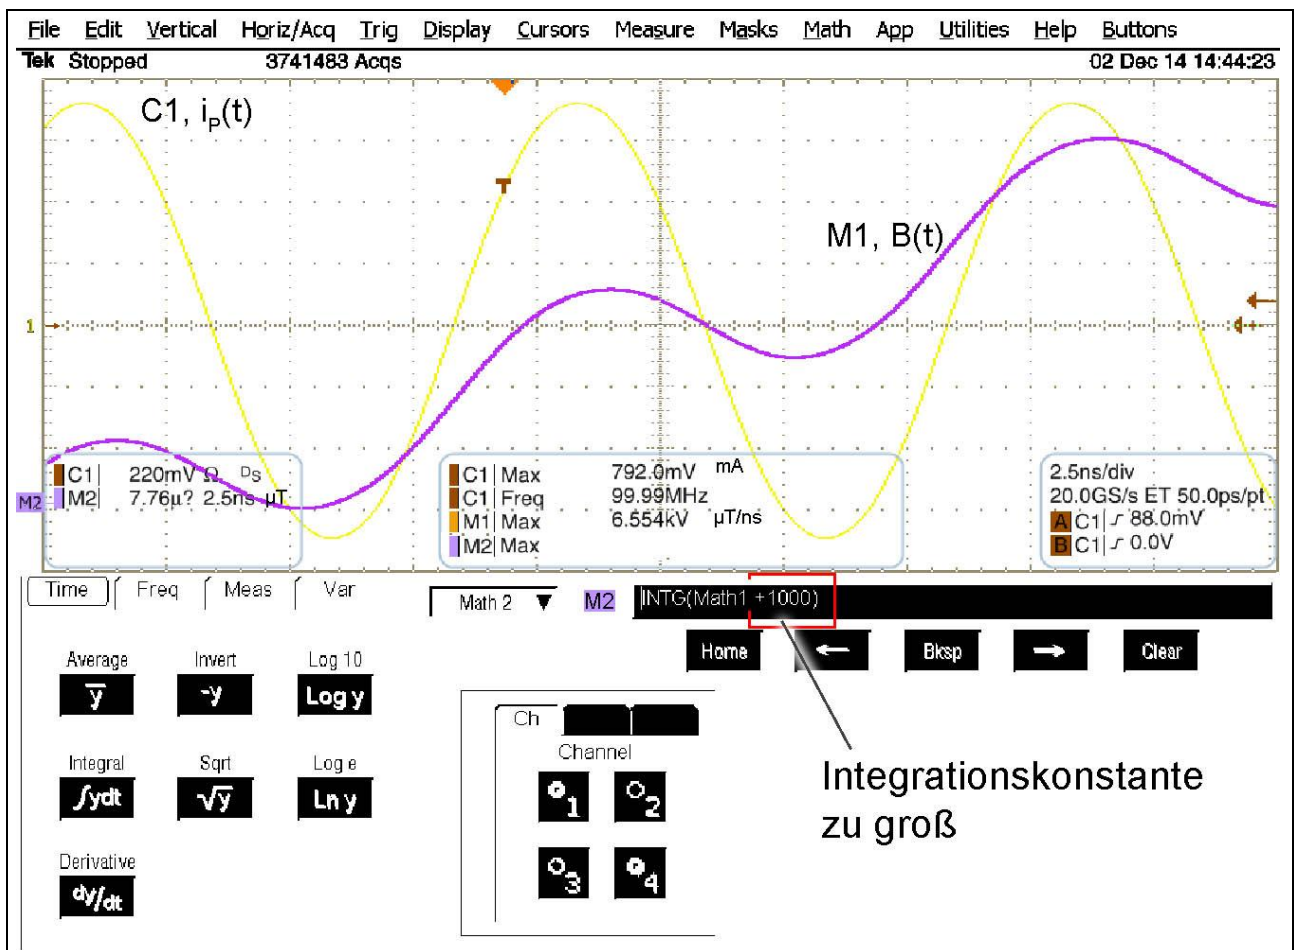 File Edit Vertical Horiz/Acq Trig Display Cursors Measure Masks Math App Utilities Help Buttons
Tek Stopped 3741483 Acqs 02 Dec 14 14:44:23
C1, iP(t)
T
M1, B(t)
1
M2
C1 220mV Ω Ds
M2 7.76µ? 2.5ns µT
C1 Max 792.0mV mA
C1 Freq 99.99MHz
M1 Max 6.554kV µT/ns
M2 Max
2.5ns/div
20.0GS/s ET 50.0ps/pt
A C1 88.0mV
B C1 0.0V
Time Freq Meas Var
Math 2 ▼ M2 INTG(Math1 +1000)
Home ← Bksp → Clear
Average Invert Log 10
y̅ -y Log y
Integral Sqrt Log e
∫ydt √y Ln y
Derivative
dy/dt
Ch
Channel
1 2
3 4
Integrationskonstante
zu groß